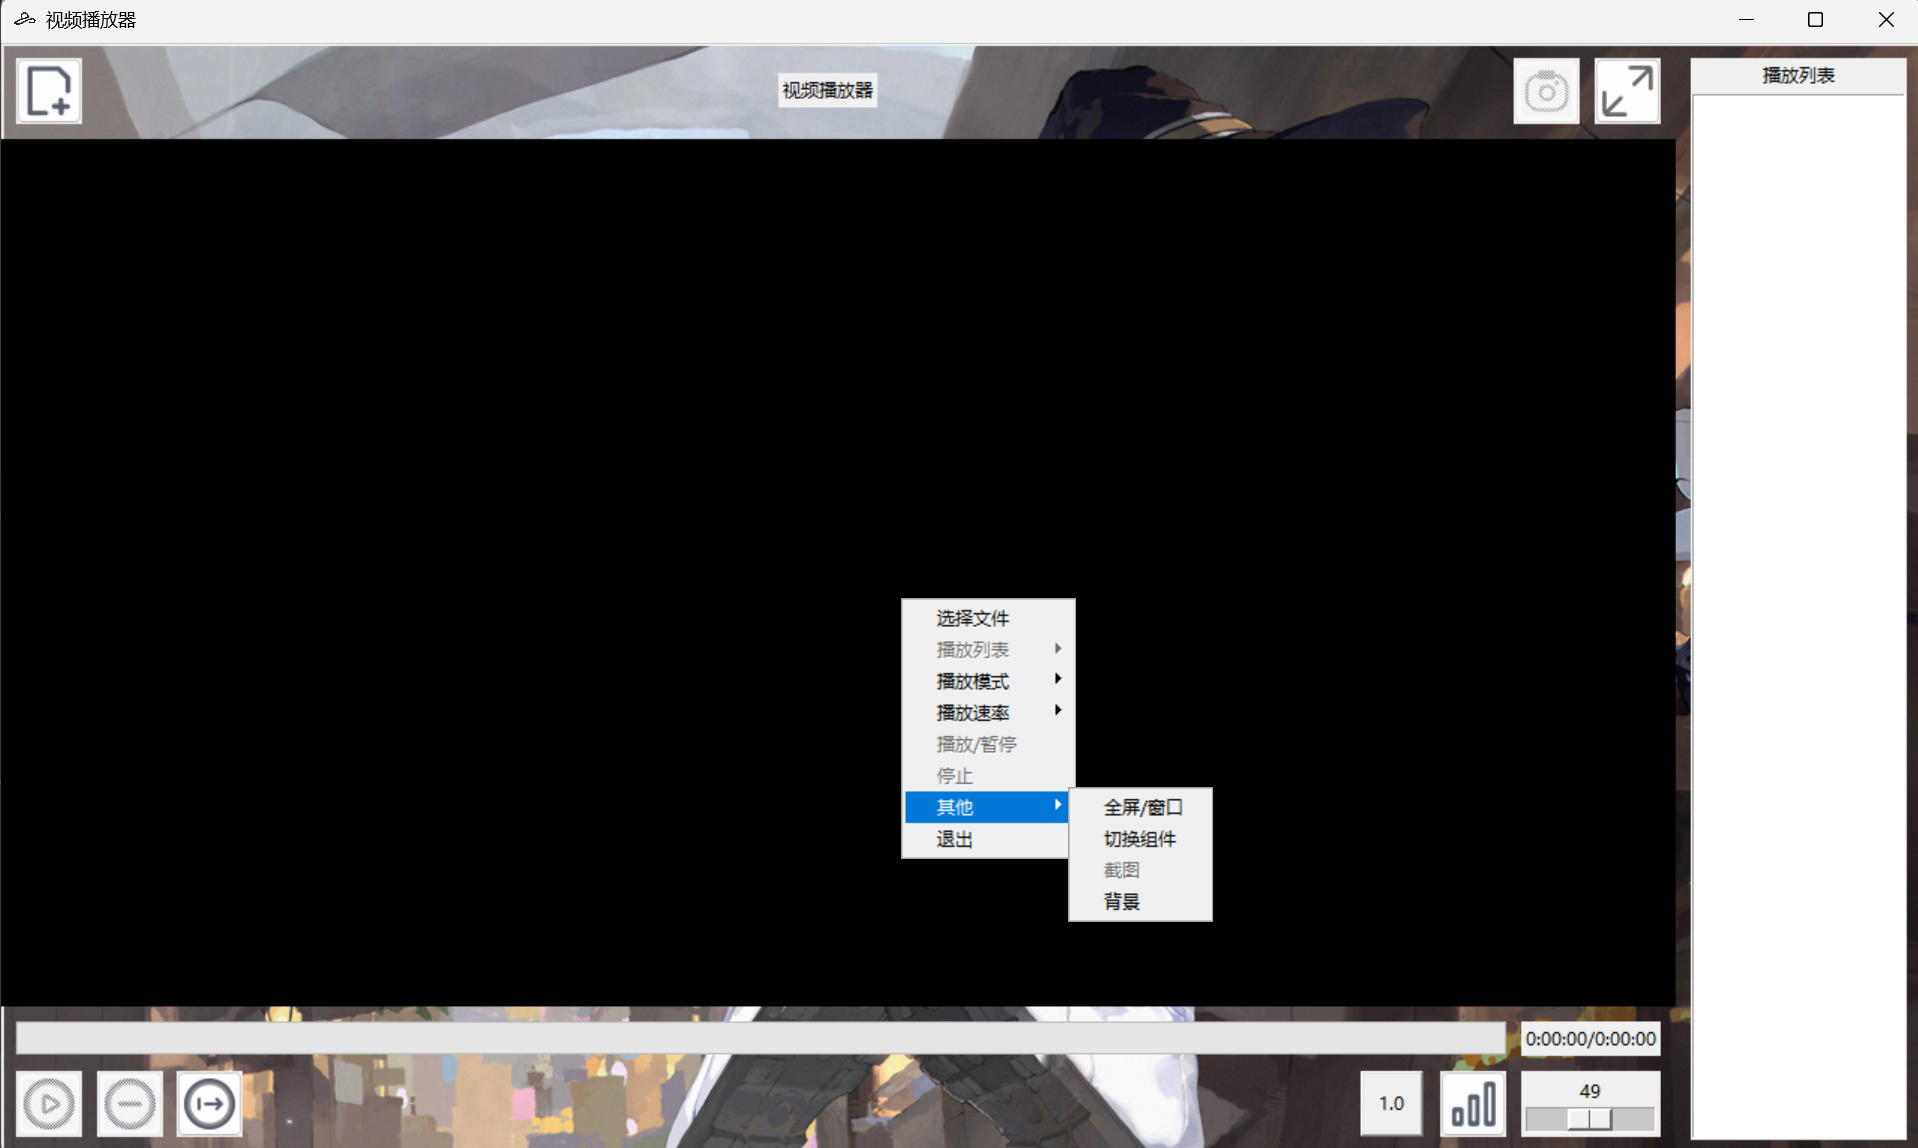 视频播放器
视频播放器
播放列表
选择文件
播放列表
播放模式
播放速率
播放/暂停
停止
其他
退出
全屏/窗口
切换组件
截图
背景
0:00:00/0:00:00
1.0
49